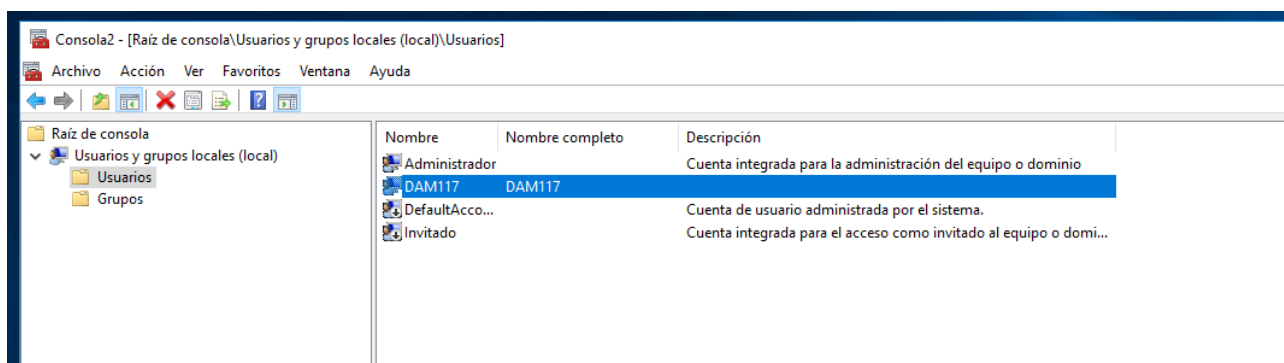 Consola2 - [Raíz de consola\Usuarios y grupos locales (local)\Usuarios]
Archivo Acción Ver Favoritos Ventana Ayuda
Raíz de consola
Usuarios y grupos locales (local)
Usuarios
Grupos
Nombre Nombre completo Descripción
Administrador Cuenta integrada para la administración del equipo o dominio
DAM117 DAM117
DefaultAcco... Cuenta de usuario administrada por el sistema.
Invitado Cuenta integrada para el acceso como invitado al equipo o domi...